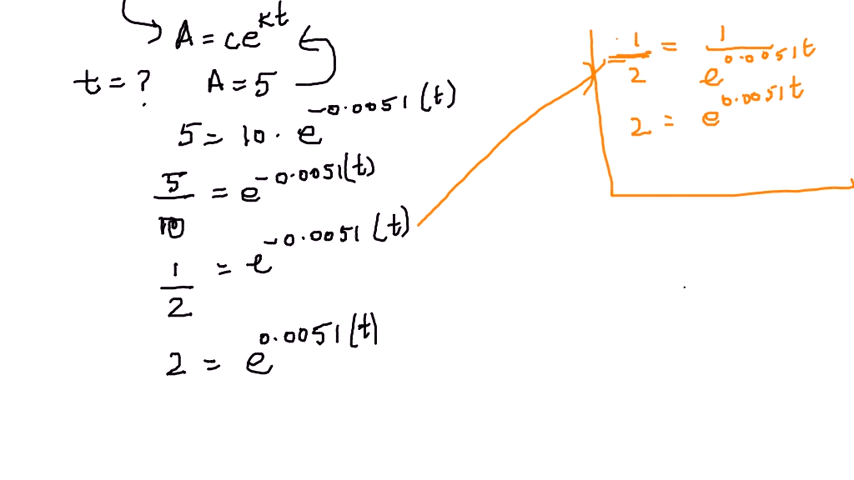 A = ce^{kt}
t = ? A = 5
5 = 10 · e^{-0.0051(t)}
5/10 = e^{-0.0051(t)}
1/2 = e^{-0.0051(t)}
2 = e^{0.0051(t)}
1/2 = 1/e^{0.0051t}
2 = e^{0.0051t}